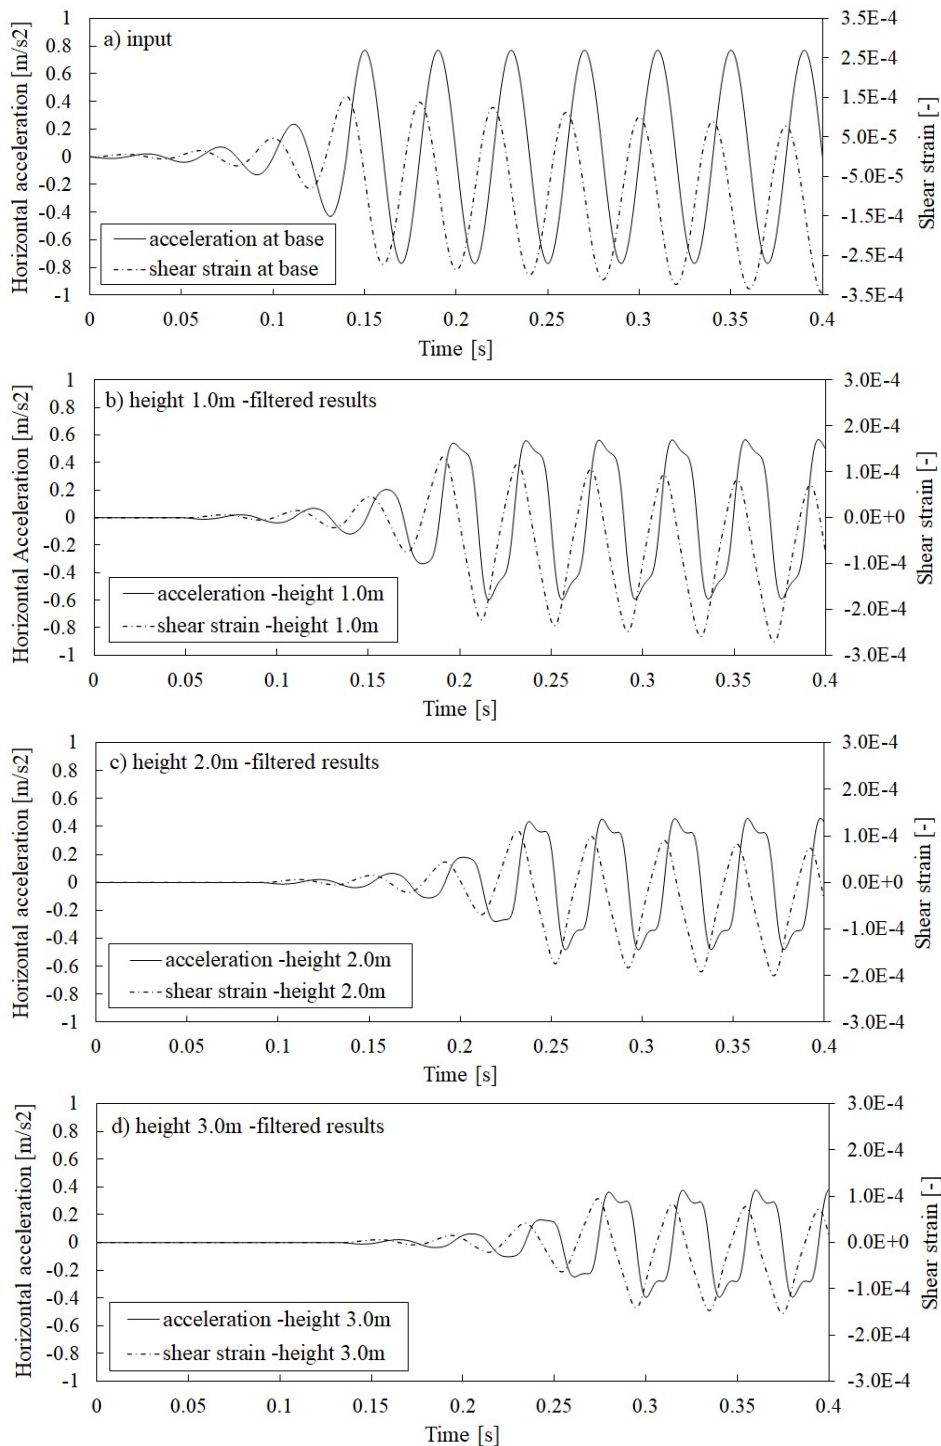 a) input
Horizontal acceleration [m/s2]
1
0.8
0.6
0.4
0.2
0
-0.2
-0.4
-0.6
-0.8
-1
acceleration at base
shear strain at base
3.5E-4
2.5E-4
1.5E-4
5.0E-5
-5.0E-5
-1.5E-4
-2.5E-4
-3.5E-4
Shear strain [-]
0 0.05 0.1 0.15 0.2 0.25 0.3 0.35 0.4
Time [s]
b) height 1.0m -filtered results
Horizontal Acceleration [m/s2]
1
0.8
0.6
0.4
0.2
0
-0.2
-0.4
-0.6
-0.8
-1
acceleration -height 1.0m
shear strain -height 1.0m
3.0E-4
2.0E-4
1.0E-4
0.0E+0
-1.0E-4
-2.0E-4
-3.0E-4
Shear strain [-]
0 0.05 0.1 0.15 0.2 0.25 0.3 0.35 0.4
Time [s]
c) height 2.0m -filtered results
Horizontal acceleration [m/s2]
1
0.8
0.6
0.4
0.2
0
-0.2
-0.4
-0.6
-0.8
-1
acceleration -height 2.0m
shear strain -height 2.0m
3.0E-4
2.0E-4
1.0E-4
0.0E+0
-1.0E-4
-2.0E-4
-3.0E-4
Shear strain [-]
0 0.05 0.1 0.15 0.2 0.25 0.3 0.35 0.4
Time [s]
d) height 3.0m -filtered results
Horizontal acceleration [m/s2]
1
0.8
0.6
0.4
0.2
0
-0.2
-0.4
-0.6
-0.8
-1
acceleration -height 3.0m
shear strain -height 3.0m
3.0E-4
2.0E-4
1.0E-4
0.0E+0
-1.0E-4
-2.0E-4
-3.0E-4
Shear strain [-]
0 0.05 0.1 0.15 0.2 0.25 0.3 0.35 0.4
Time [s]